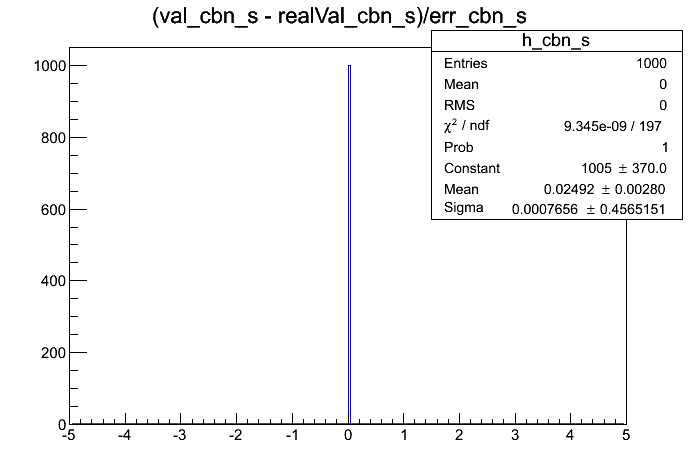 (val_cbn_s - realVal_cbn_s)/err_cbn_s
h_cbn_s
Entries 1000
Mean 0
RMS 0
χ² / ndf 9.345e-09 / 197
Prob 1
Constant 1005 ± 370.0
Mean 0.02492 ± 0.00280
Sigma 0.0007656 ± 0.4565151
1000
800
600
400
200
0
-5 -4 -3 -2 -1 0 1 2 3 4 5